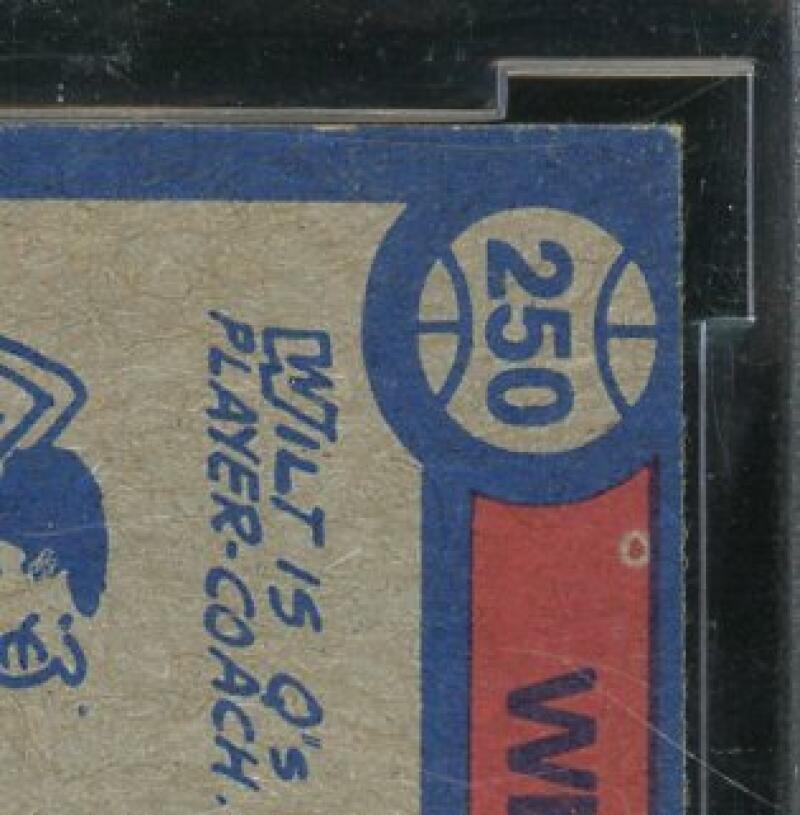 250
WILT IS Q's
PLAYER-COACH.